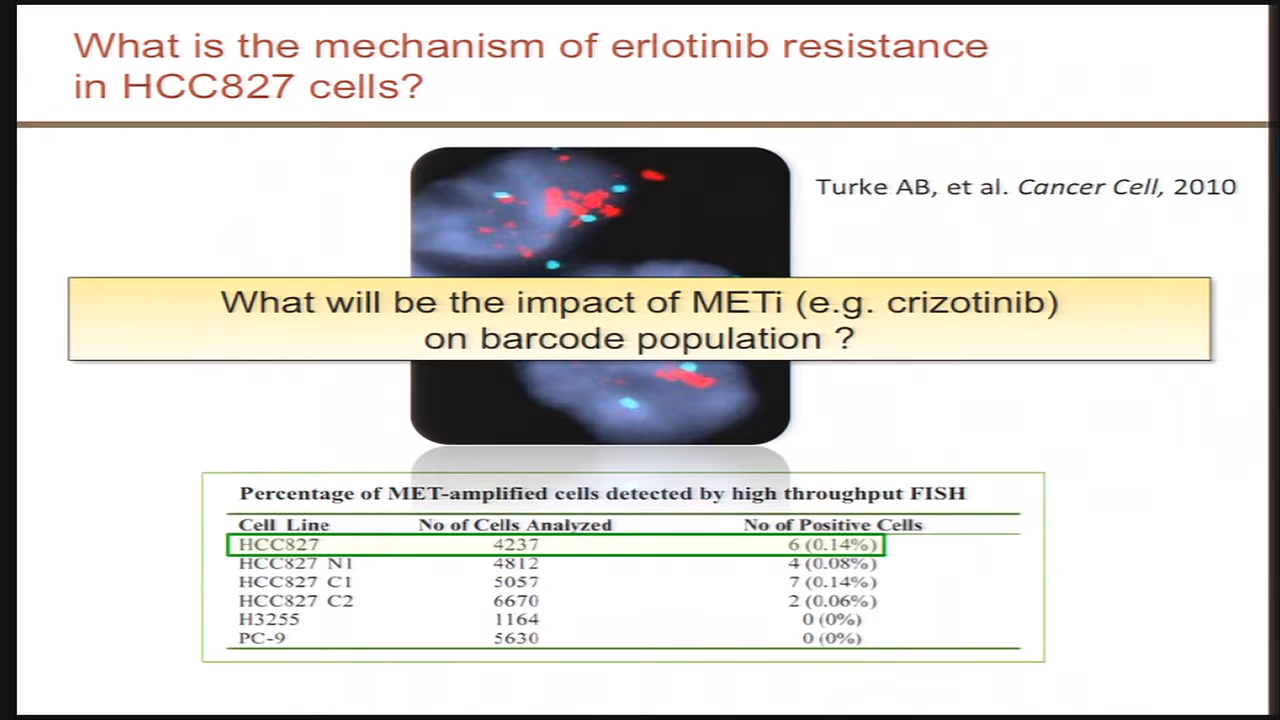 What is the mechanism of erlotinib resistance
in HCC827 cells?
Turke AB, et al. Cancer Cell, 2010
What will be the impact of METi (e.g. crizotinib)
on barcode population ?
Percentage of MET-amplified cells detected by high throughput FISH
Cell Line No of Cells Analyzed No of Positive Cells
HCC827 4237 6 (0.14%)
HCC827 N1 4812 4 (0.08%)
HCC827 C1 5057 7 (0.14%)
HCC827 C2 6670 2 (0.06%)
H3255 1164 0 (0%)
PC-9 5630 0 (0%)